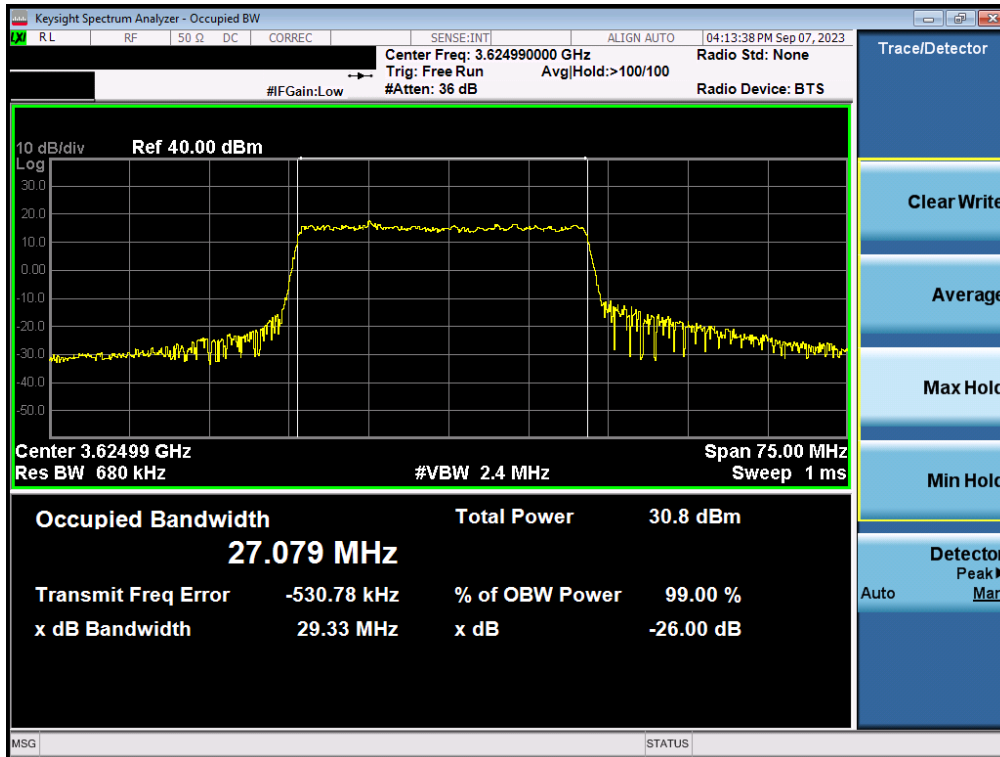 Keysight Spectrum Analyzer - Occupied BW
LXI RL RF 50 Ω DC CORREC SENSE:INT ALIGN AUTO 04:13:38 PM Sep 07, 2023
Center Freq: 3.624990000 GHz Radio Std: None
Trig: Free Run Avg|Hold:>100/100
#IFGain:Low #Atten: 36 dB Radio Device: BTS
Trace/Detector
10 dB/div Ref 40.00 dBm
Log
30.0
20.0
10.0
0.00
-10.0
-20.0
-30.0
-40.0
-50.0
Center 3.62499 GHz Span 75.00 MHz
Res BW 680 kHz #VBW 2.4 MHz Sweep 1 ms
Occupied Bandwidth Total Power 30.8 dBm
27.079 MHz
Transmit Freq Error -530.78 kHz % of OBW Power 99.00 %
x dB Bandwidth 29.33 MHz x dB -26.00 dB
Clear Write
Average
Max Hold
Min Hold
Detector
Peak
Auto Man
MSG STATUS